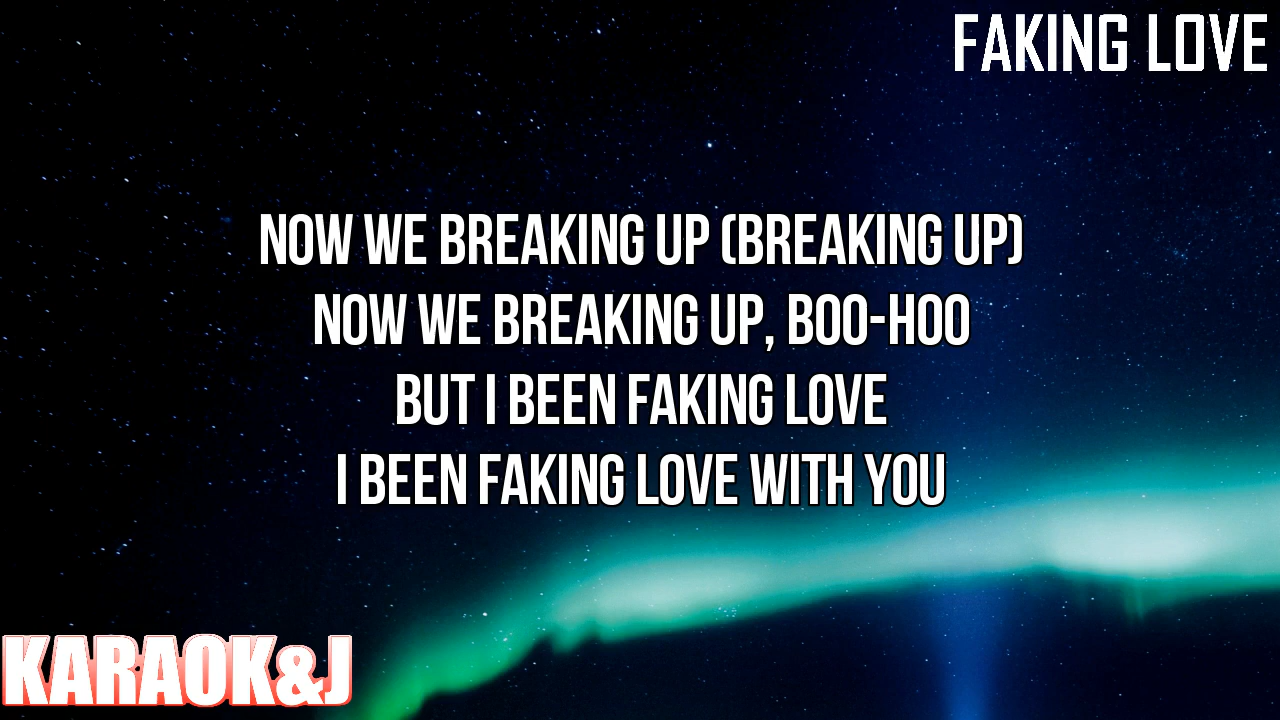 FAKING LOVE
NOW WE BREAKING UP (BREAKING UP)
NOW WE BREAKING UP, BOO-HOO
BUT I BEEN FAKING LOVE
I BEEN FAKING LOVE WITH YOU
KARAOK&J